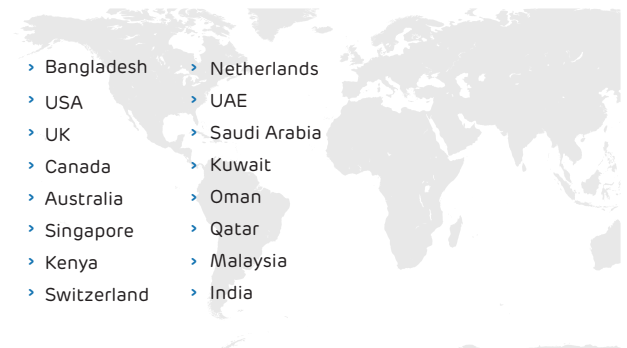 › Bangladesh
› USA
› UK
› Canada
› Australia
› Singapore
› Kenya
› Switzerland
› Netherlands
› UAE
› Saudi Arabia
› Kuwait
› Oman
› Qatar
› Malaysia
› India